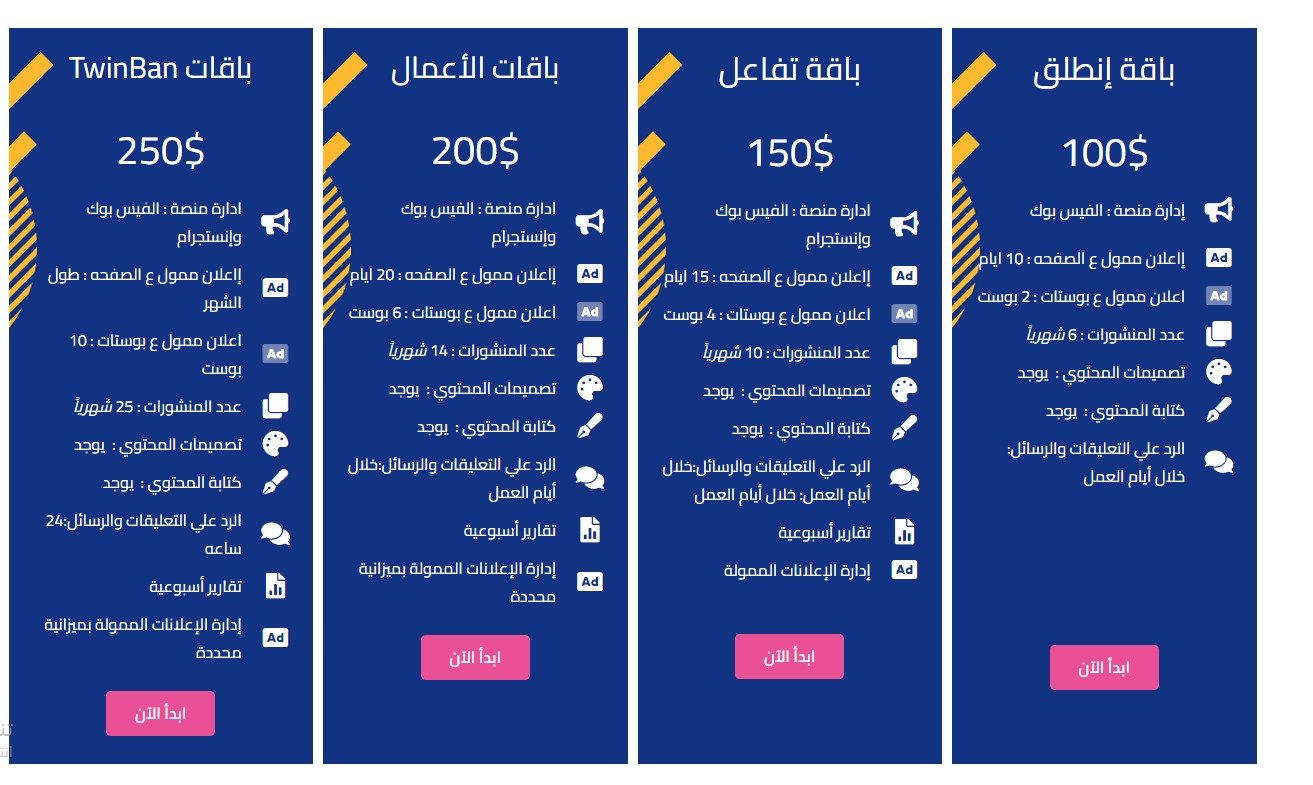 باقة إنطلق
100$
إدارة منصة : الفيس بوك
Ad
إاعلان ممول ع الصفحه : 10 ايام
Ad
اعلان ممول ع بوستات : 2 بوست
عدد المنشورات : 6 شهرياً
تصميمات المحتوي : يوجد
كتابة المحتوي : يوجد
الرد علي التعليقات والرسائل:
خلال أيام العمل
ابدأ الآن
باقة تفاعل
150$
ادارة منصة : الفيس بوك
وإنستجرام
Ad
إاعلان ممول ع الصفحه : 15 ايام
Ad
اعلان ممول ع بوستات : 4 بوست
عدد المنشورات : 10 شهرياً
تصميمات المحتوي : يوجد
كتابة المحتوي : يوجد
الرد علي التعليقات والرسائل:خلال
أيام العمل: خلال أيام العمل
تقارير أسبوعية
Ad
إدارة الإعلانات الممولة
ابدأ الآن
باقات الأعمال
200$
ادارة منصة : الفيس بوك
وإنستجرام
Ad
إاعلان ممول ع الصفحه : 20 ايام
Ad
اعلان ممول ع بوستات : 6 بوست
عدد المنشورات : 14 شهرياً
تصميمات المحتوي : يوجد
كتابة المحتوي : يوجد
الرد علي التعليقات والرسائل:خلال
أيام العمل
تقارير أسبوعية
Ad
إدارة الإعلانات الممولة بميزانية
محددة
ابدأ الآن
باقات TwinBan
250$
ادارة منصة : الفيس بوك
وإنستجرام
Ad
إاعلان ممول ع الصفحه : طول
الشهر
Ad
اعلان ممول ع بوستات : 10
بوست
عدد المنشورات : 25 شهرياً
تصميمات المحتوي : يوجد
كتابة المحتوي : يوجد
الرد علي التعليقات والرسائل:24
ساعه
تقارير أسبوعية
Ad
إدارة الإعلانات الممولة بميزانية
محددة
ابدأ الآن